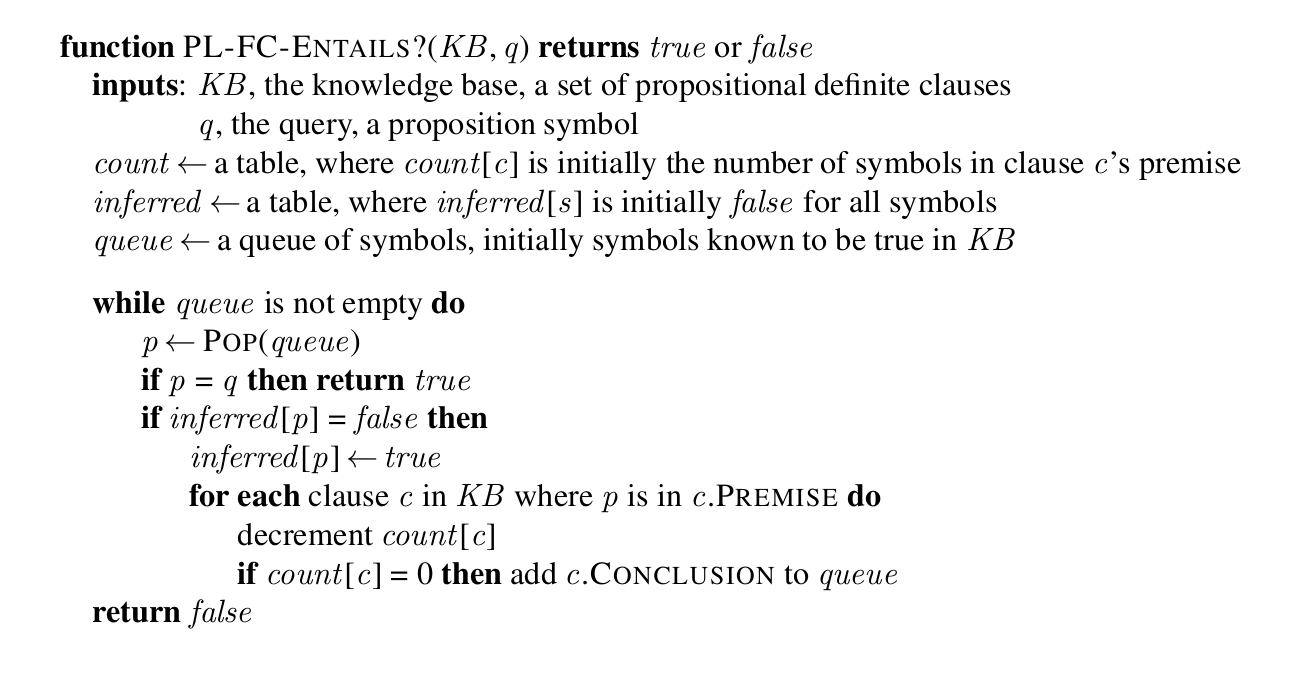 function PL-FC-ENTAILS?(KB, q) returns true or false
inputs: KB, the knowledge base, a set of propositional definite clauses
q, the query, a proposition symbol
count ← a table, where count[c] is initially the number of symbols in clause c's premise
inferred ← a table, where inferred[s] is initially false for all symbols
queue ← a queue of symbols, initially symbols known to be true in KB
while queue is not empty do
p ← POP(queue)
if p = q then return true
if inferred[p] = false then
inferred[p] ← true
for each clause c in KB where p is in c.PREMISE do
decrement count[c]
if count[c] = 0 then add c.CONCLUSION to queue
return false